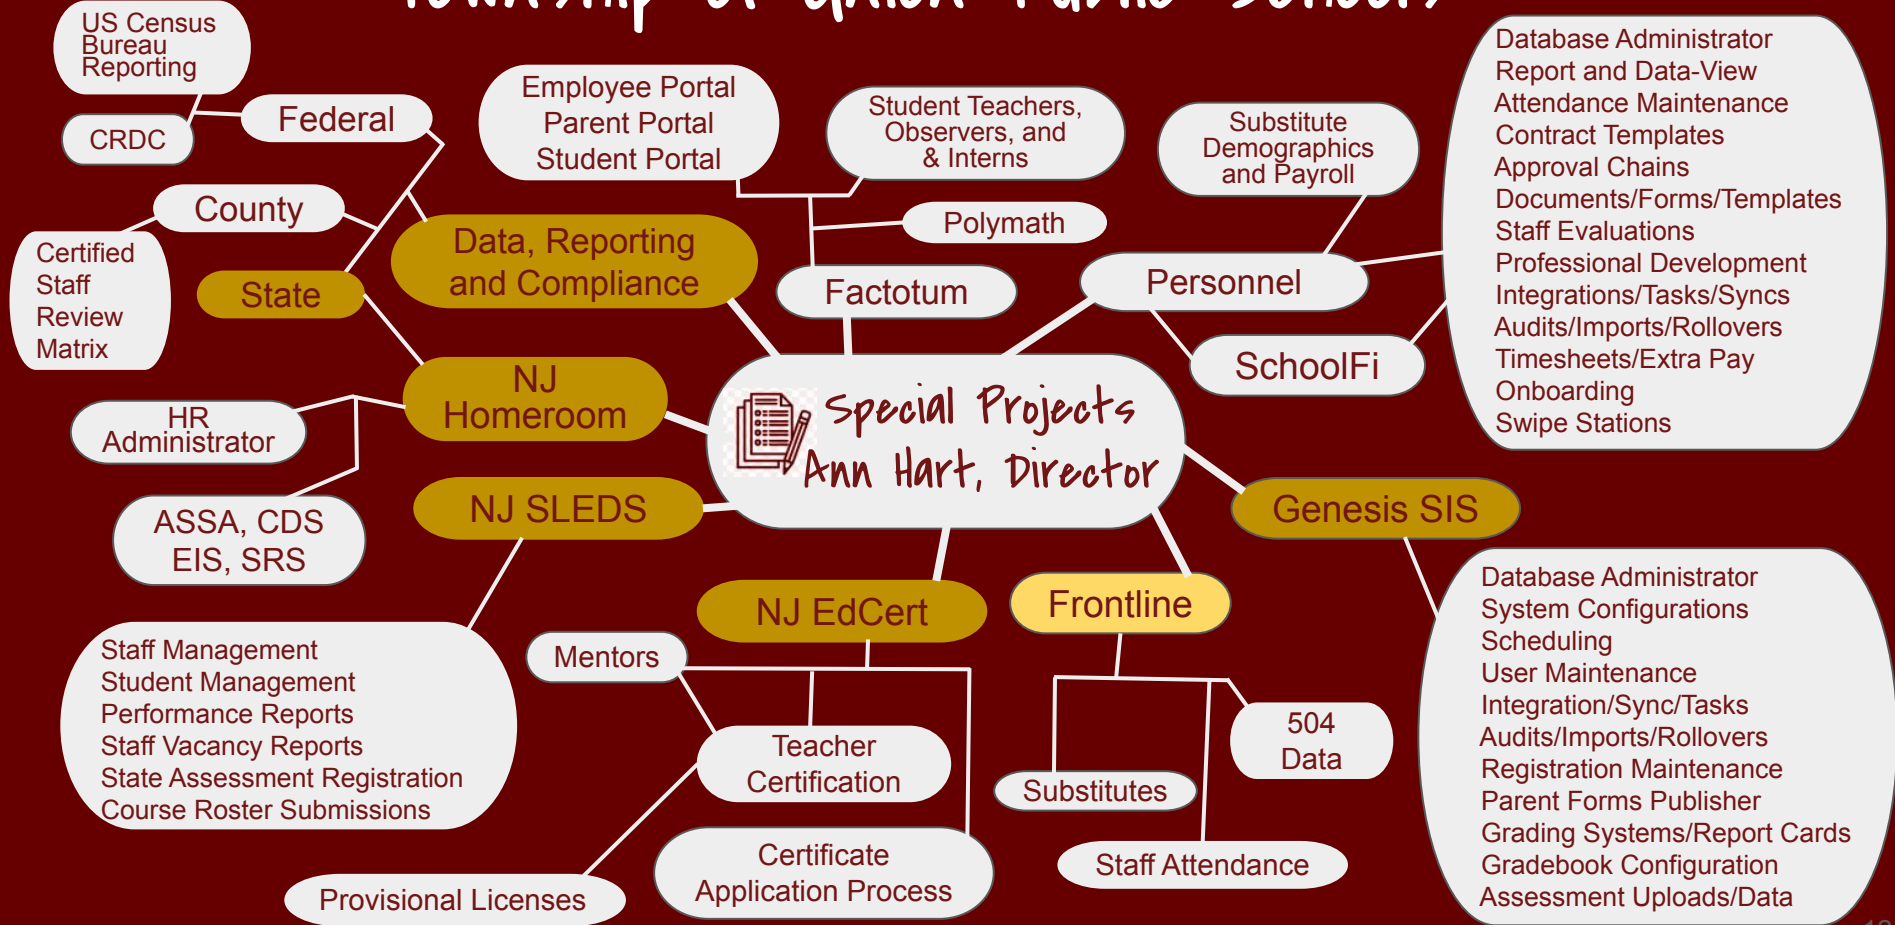 Township of Union Public Schools
US Census
Bureau
Reporting
CRDC
Federal
County
Certified
Staff
Review
Matrix
State
Data, Reporting
and Compliance
Employee Portal
Parent Portal
Student Portal
Student Teachers,
Observers, and
& Interns
Polymath
Factotum
Substitute
Demographics
and Payroll
Personnel
SchoolFi
Database Administrator
Report and Data-View
Attendance Maintenance
Contract Templates
Approval Chains
Documents/Forms/Templates
Staff Evaluations
Professional Development
Integrations/Tasks/Syncs
Audits/Imports/Rollovers
Timesheets/Extra Pay
Onboarding
Swipe Stations
NJ
Homeroom
HR
Administrator
ASSA, CDS
EIS, SRS
Special Projects
Ann Hart, Director
NJ SLEDS
Staff Management
Student Management
Performance Reports
Staff Vacancy Reports
State Assessment Registration
Course Roster Submissions
NJ EdCert
Mentors
Teacher
Certification
Provisional Licenses
Certificate
Application Process
Frontline
Substitutes
504
Data
Staff Attendance
Genesis SIS
Database Administrator
System Configurations
Scheduling
User Maintenance
Integration/Sync/Tasks
Audits/Imports/Rollovers
Registration Maintenance
Parent Forms Publisher
Grading Systems/Report Cards
Gradebook Configuration
Assessment Uploads/Data